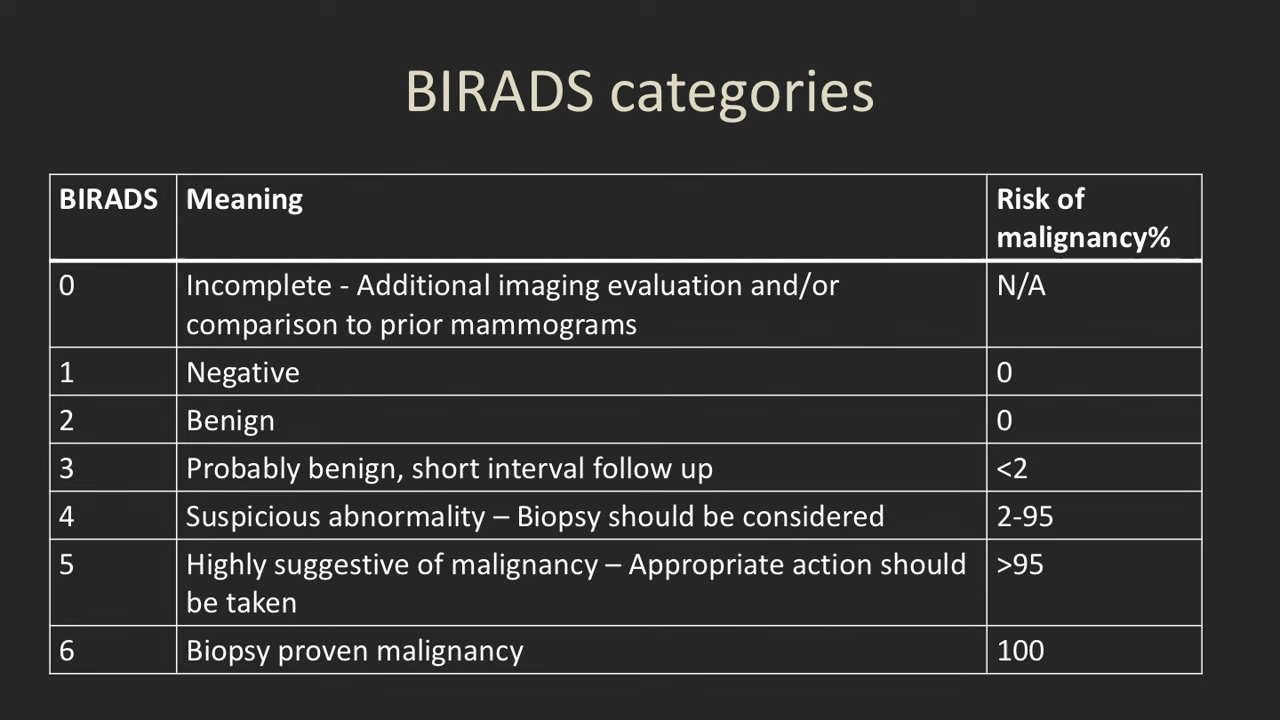 BIRADS categories
BIRADS Meaning Risk of
malignancy%
0 Incomplete - Additional imaging evaluation and/or N/A
comparison to prior mammograms
1 Negative 0
2 Benign 0
3 Probably benign, short interval follow up <2
4 Suspicious abnormality – Biopsy should be considered 2-95
5 Highly suggestive of malignancy – Appropriate action should >95
be taken
6 Biopsy proven malignancy 100